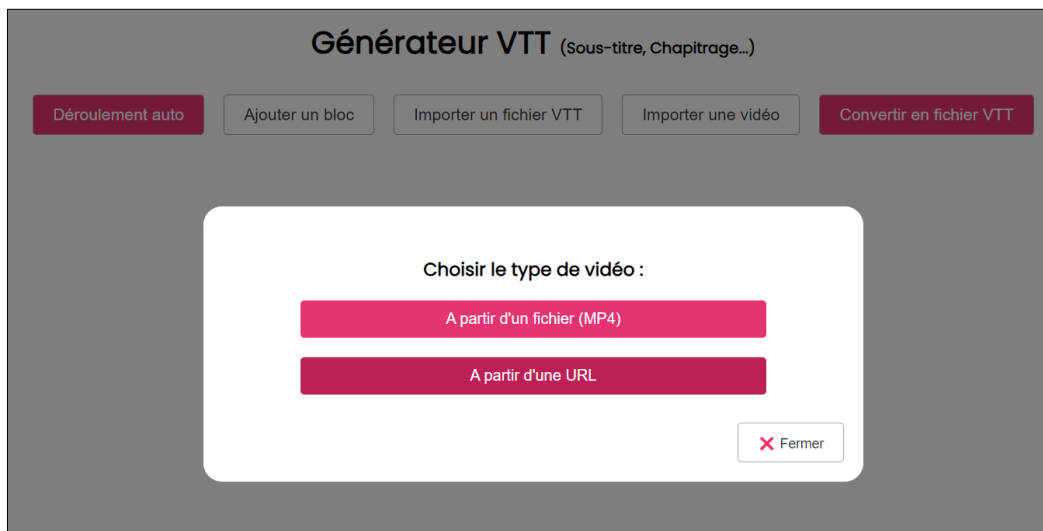 Générateur VTT (Sous-titre, Chapitrage...)
Déroulement auto Ajouter un bloc Importer un fichier VTT Importer une vidéo Convertir en fichier VTT
Choisir le type de vidéo :
A partir d'un fichier (MP4)
A partir d'une URL
Fermer